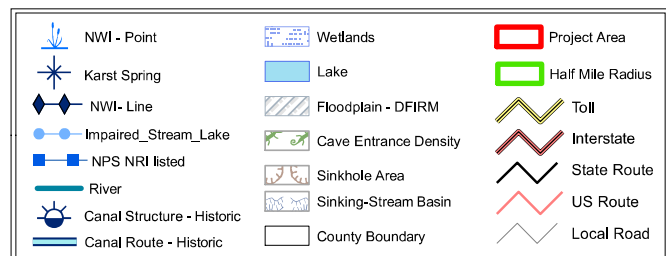 NWI - Point
Karst Spring
NWI- Line
Impaired_Stream_Lake
NPS NRI listed
River
Canal Structure - Historic
Canal Route - Historic
Wetlands
Lake
Floodplain - DFIRM
Cave Entrance Density
Sinkhole Area
Sinking-Stream Basin
County Boundary
Project Area
Half Mile Radius
Toll
Interstate
State Route
US Route
Local Road